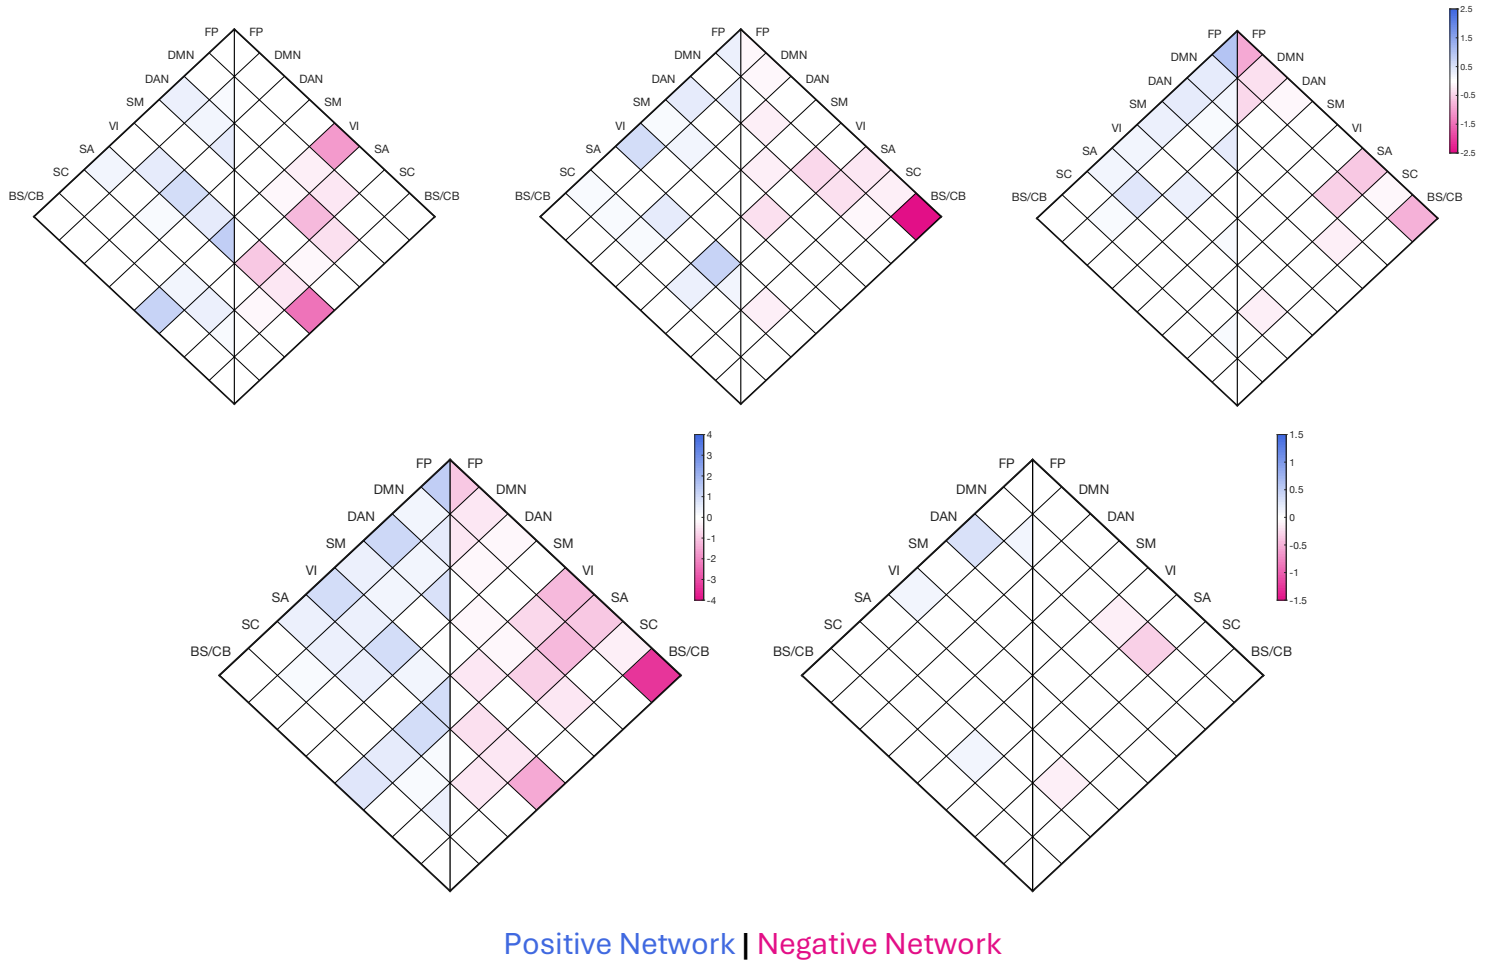 FP FP
DMN DMN
DAN DAN
SM SM
VI VI
SA SA
SC SC
BS/CB BS/CB
FP FP
DMN DMN
DAN DAN
SM SM
VI VI
SA SA
SC SC
BS/CB BS/CB
FP FP
DMN DMN
DAN DAN
SM SM
VI VI
SA SA
SC SC
BS/CB BS/CB
2.5
1.5
0.5
-0.5
-1.5
-2.5
FP FP
DMN DMN
DAN DAN
SM SM
VI VI
SA SA
SC SC
BS/CB BS/CB
4
3
2
1
0
-1
-2
-3
-4
FP FP
DMN DMN
DAN DAN
SM SM
VI VI
SA SA
SC SC
BS/CB BS/CB
1.5
1
0.5
0
-0.5
-1
-1.5
Positive Network | Negative Network